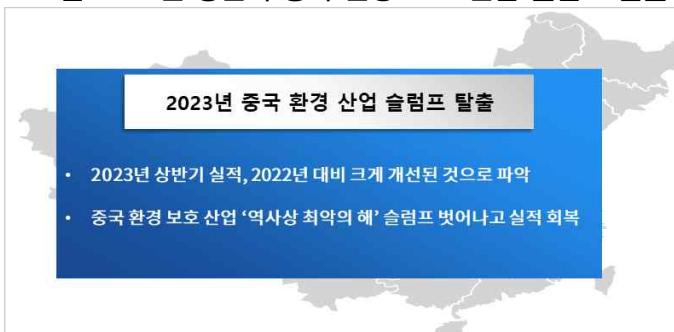 2023년 중국 환경 산업 슬럼프 탈출
• 2023년 상반기 실적, 2022년 대비 크게 개선된 것으로 파악
• 중국 환경 보호 산업 ‘역사상 최악의 해’ 슬럼프 벗어나고 실적 회복